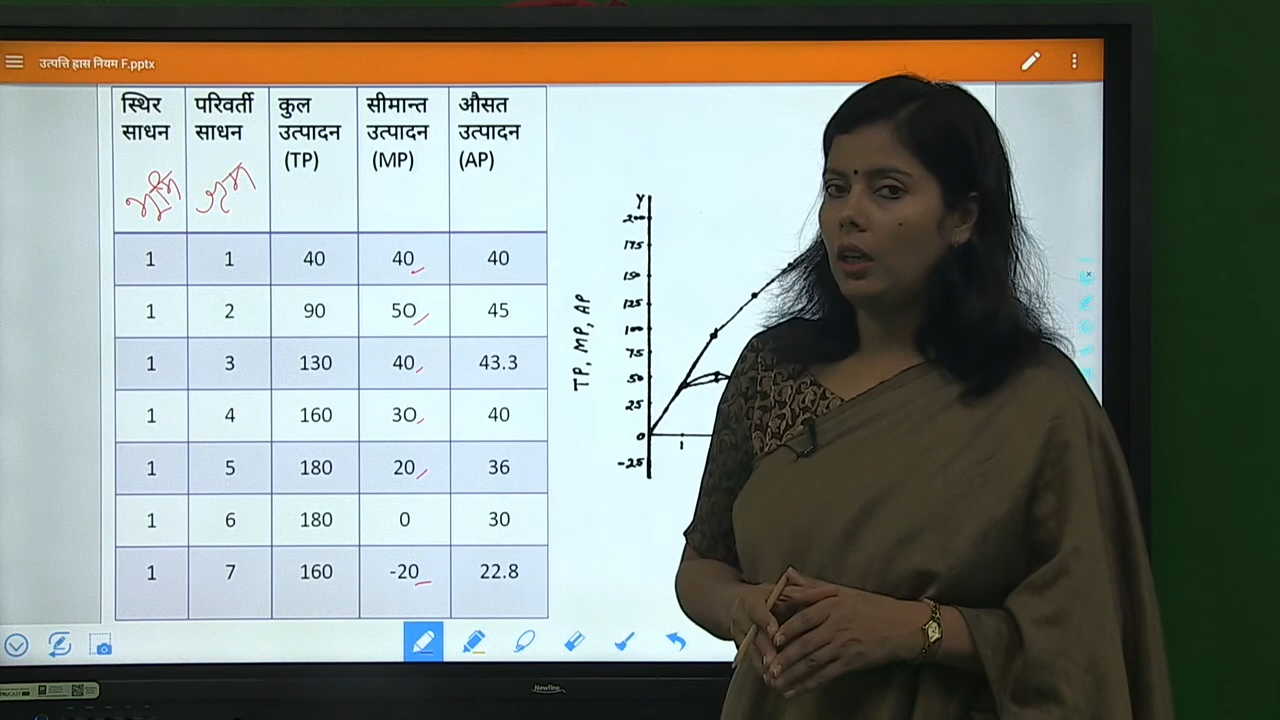 उत्पत्ति ह्रास नियम F.pptx
स्थिर साधन परिवर्ती साधन कुल उत्पादन (TP) सीमान्त उत्पादन (MP) औसत उत्पादन (AP)
भूमि श्रम
1 1 40 40 40
1 2 90 50 45
1 3 130 40 43.3
1 4 160 30 40
1 5 180 20 36
1 6 180 0 30
1 7 160 -20 22.8
TP, MP, AP
Y
200
175
150
125
100
75
50
25
0
-25
1
Newline